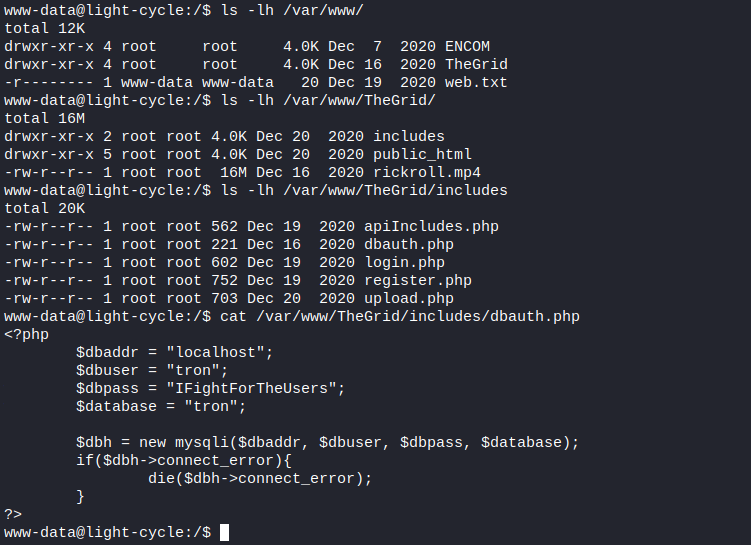 www-data@light-cycle:/$ ls -lh /var/www/
total 12K
drwxr-xr-x 4 root     root     4.0K Dec  7  2020 ENCOM
drwxr-xr-x 4 root     root     4.0K Dec 16  2020 TheGrid
-r-------- 1 www-data www-data   20 Dec 19  2020 web.txt
www-data@light-cycle:/$ ls -lh /var/www/TheGrid/
total 16M
drwxr-xr-x 2 root root 4.0K Dec 20  2020 includes
drwxr-xr-x 5 root root 4.0K Dec 20  2020 public_html
-rw-r--r-- 1 root root  16M Dec 16  2020 rickroll.mp4
www-data@light-cycle:/$ ls -lh /var/www/TheGrid/includes
total 20K
-rw-r--r-- 1 root root 562 Dec 19  2020 apiIncludes.php
-rw-r--r-- 1 root root 221 Dec 16  2020 dbauth.php
-rw-r--r-- 1 root root 602 Dec 19  2020 login.php
-rw-r--r-- 1 root root 752 Dec 19  2020 register.php
-rw-r--r-- 1 root root 703 Dec 20  2020 upload.php
www-data@light-cycle:/$ cat /var/www/TheGrid/includes/dbauth.php
<?php
        $dbaddr = "localhost";
        $dbuser = "tron";
        $dbpass = "IFightForTheUsers";
        $database = "tron";

        $dbh = new mysqli($dbaddr, $dbuser, $dbpass, $database);
        if($dbh->connect_error){
                die($dbh->connect_error);
        }
?>
www-data@light-cycle:/$